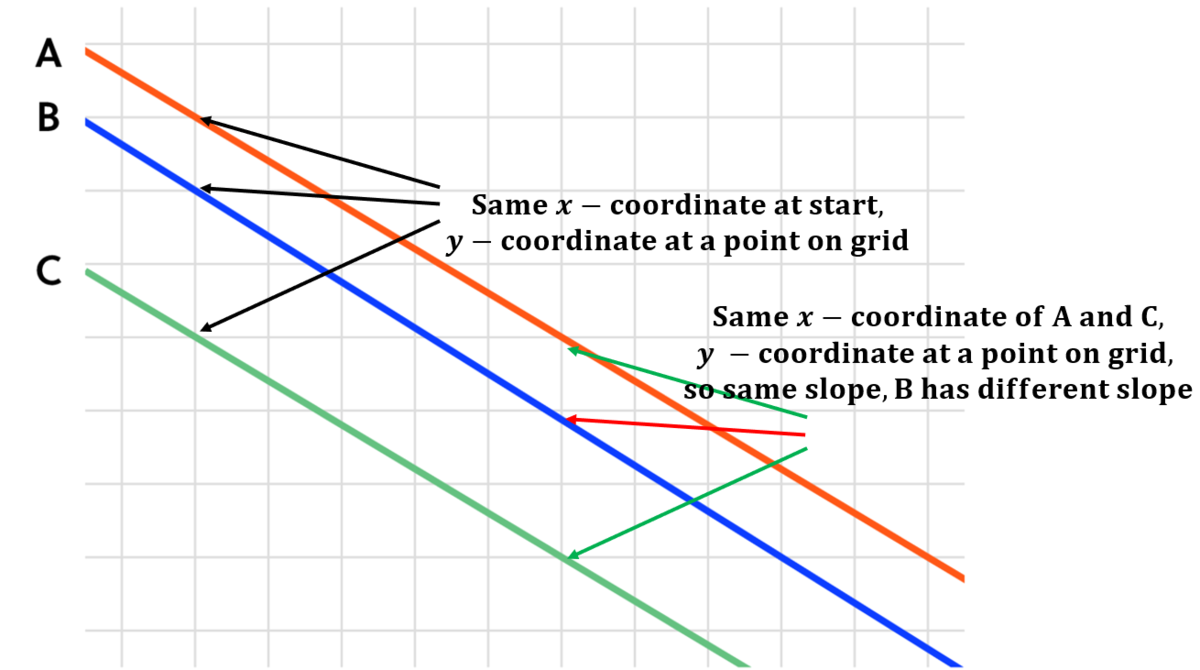 A
B
Same x − coordinate at start,
y − coordinate at a point on grid
C
Same x − coordinate of A and C,
y − coordinate at a point on grid,
so same slope, B has different slope